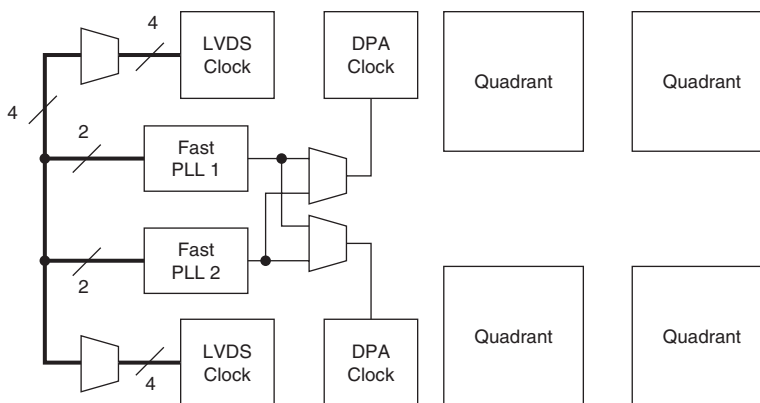 4
LVDS
Clock
DPA
Clock
Quadrant
Quadrant
4
2
Fast
PLL 1
Fast
PLL 2
2
LVDS
Clock
4
DPA
Clock
Quadrant
Quadrant